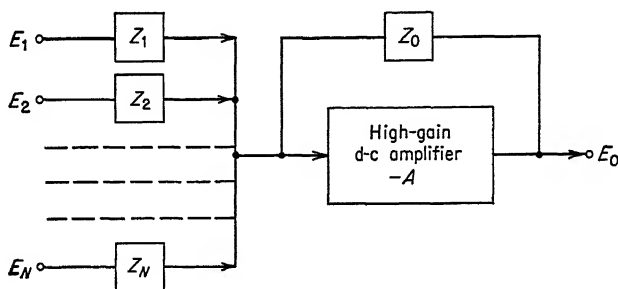 E1
Z1
E2
Z2
EN
ZN
Z0
High-gain
d-c amplifier
-A
E0